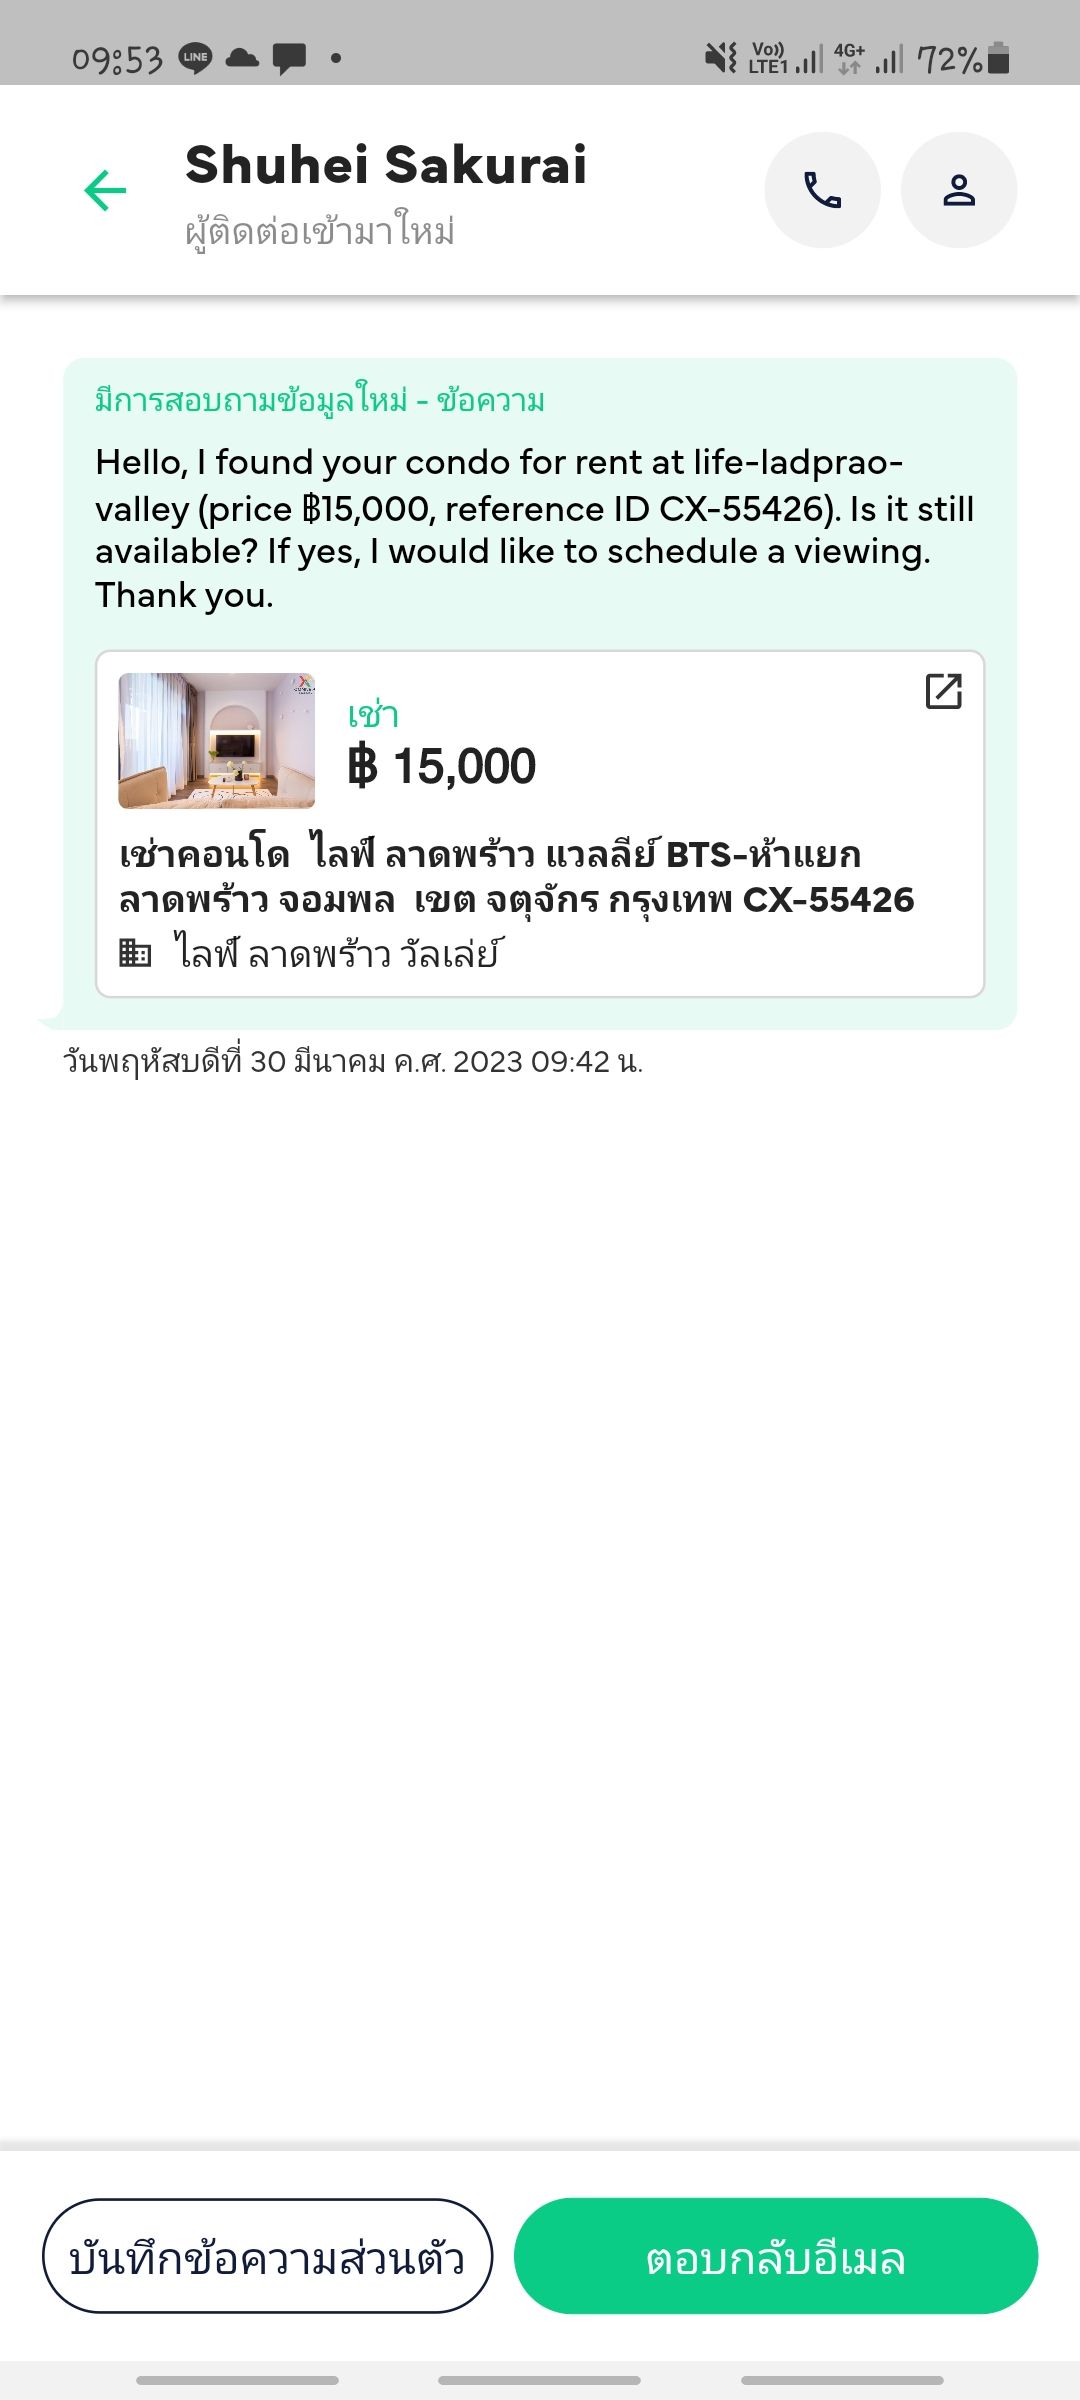 09:53 LINE Vo)) LTE1 4G+ 72%
Shuhei Sakurai
ผู้ติดต่อเข้ามาใหม่
มีการสอบถามข้อมูลใหม่ - ข้อความ
Hello, I found your condo for rent at life-ladprao-
valley (price ฿15,000, reference ID CX-55426). Is it still
available? If yes, I would like to schedule a viewing.
Thank you.
เช่า
฿ 15,000
เช่าคอนโด ไลฟ์ ลาดพร้าว แวลลีย์ BTS-ห้าแยก
ลาดพร้าว จอมพล เขต จตุจักร กรุงเทพ CX-55426
ไลฟ์ ลาดพร้าว วัลเล่ย์
วันพฤหัสบดีที่ 30 มีนาคม ค.ศ. 2023 09:42 น.
บันทึกข้อความส่วนตัว
ตอบกลับอีเมล